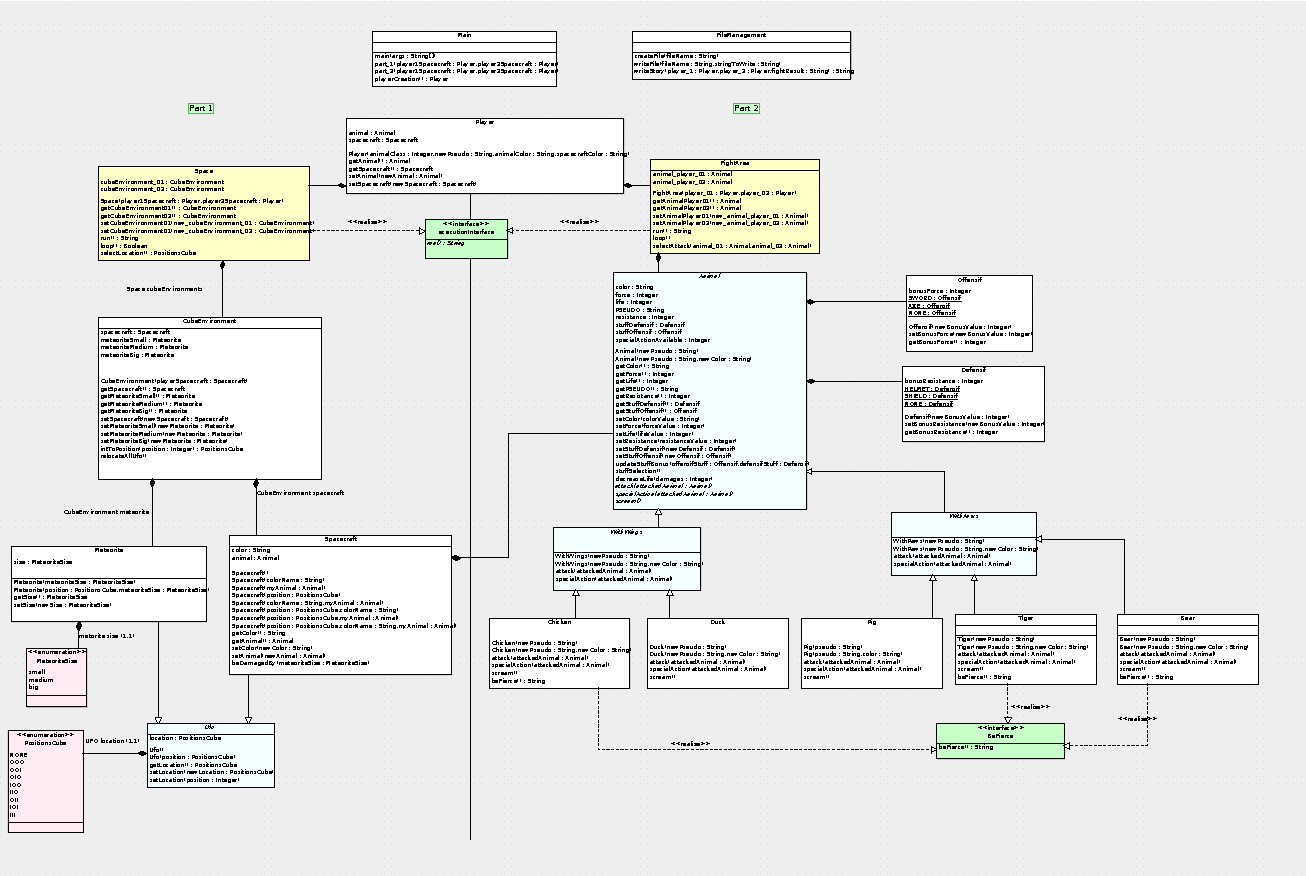 Main
main(args : String[])
part_1(player1Spacecraft : Player,player2Spacecraft : Player)
part_2(player1Spacecraft : Player,player2Spacecraft : Player)
playerCreation() : Player
FileManagement
createFile(fileName : String)
writeFile(fileName : String,stringToWrite : String)
writeStory(player_1 : Player,player_2 : Player,fightResult : String) : String
Part 1
Part 2
Player
animal : Animal
spacecraft : Spacecraft
Player(animalClass : Integer,newPseudo : String,animalColor : String,spacecraftColor : String)
getAnimal() : Animal
getSpacecraft() : Spacecraft
setAnimal(newAnimal : Animal)
setSpacecraft(newSpacecraft : Spacecraft)
Space
cubeEnvironment_01 : CubeEnvironment
cubeEnvironment_02 : CubeEnvironment
Space(player1Spacecraft : Player,player2Spacecraft : Player)
getCubeEnvironment01() : CubeEnvironment
getCubeEnvironment02() : CubeEnvironment
setCubeEnvironment01(new_cubeEnvironment_01 : CubeEnvironment)
setCubeEnvironment02(new_cubeEnvironment_02 : CubeEnvironment)
run() : String
loop() : Boolean
selectLocation() : PositionsCube
FightArea
animal_player_01 : Animal
animal_player_02 : Animal
FightArea(player_01 : Player,player_02 : Player)
getAnimalPlayer01() : Animal
getAnimalPlayer02() : Animal
setAnimalPlayer01(new_animal_player_01 : Animal)
setAnimalPlayer02(new_animal_player_02 : Animal)
run() : String
loop()
selectAttack(animal_01 : Animal,animal_02 : Animal)
<<realise>>
<<realise>>
<<interface>>
executionInterface
run() : String
Space cubeEnvironments
CubeEnvironment
spacecraft : Spacecraft
meteoriteSmall : Meteorite
meteoriteMedium : Meteorite
meteoriteBig : Meteorite
CubeEnvironment(playerSpacecraft : Spacecraft)
getSpacecraft() : Spacecraft
getMeteoriteSmall() : Meteorite
getMeteoriteMedium() : Meteorite
getMeteoriteBig() : Meteorite
setSpacecraft(newSpacecraft : Spacecraft)
setMeteoriteSmall(newMeteorite : Meteorite)
setMeteoriteMedium(newMeteorite : Meteorite)
setMeteoriteBig(newMeteorite : Meteorite)
intToPosition(position : Integer) : PositionsCube
relocateAllUfo()
Animal
color : String
force : Integer
life : Integer
PSEUDO : String
resistance : Integer
stuffDefensif : Defensif
stuffOffensif : Offensif
specialActionAvailable : Integer
Animal(newPseudo : String)
Animal(newPseudo : String,newColor : String)
getColor() : String
getForce() : Integer
getLife() : Integer
getPSEUDO() : String
getResistance() : Integer
getStuffDefensif() : Defensif
getStuffOffensif() : Offensif
setColor(colorValue : String)
setForce(forceValue : Integer)
setLife(lifeValue : Integer)
setResistance(resistanceValue : Integer)
setStuffDefensif(newDefensif : Defensif)
setStuffOffensif(newOffensif : Offensif)
updateStuffBonus(offensifStuff : Offensif,defensifStuff : Defensif)
stuffSelection()
decreaseLife(damages : Integer)
attack(attackedAnimal : Animal)
specialAction(attackedAnimal : Animal)
scream()
Offensif
bonusForce : Integer
SWORD : Offensif
AXE : Offensif
NONE : Offensif
Offensif(newBonusValue : Integer)
setBonusForce(newBonusValue : Integer)
getBonusForce() : Integer
Defensif
bonusResistance : Integer
HELMET : Defensif
SHIELD : Defensif
NONE : Defensif
Defensif(newBonusValue : Integer)
setBonusResistance(newBonusValue : Integer)
getBonusResistance() : Integer
CubeEnvironment spacecraft
CubeEnvironment meteorite
Meteorite
size : MeteoriteSize
Meteorite(meteoriteSize : MeteoriteSize)
Meteorite(position : PositionsCube,meteoriteSize : MeteoriteSize)
getSize() : MeteoriteSize
setSize(newSize : MeteoriteSize)
Spacecraft
color : String
animal : Animal
Spacecraft()
Spacecraft(colorName : String)
Spacecraft(myAnimal : Animal)
Spacecraft(position : PositionsCube)
Spacecraft(colorName : String,myAnimal : Animal)
Spacecraft(position : PositionsCube,colorName : String)
Spacecraft(position : PositionsCube,myAnimal : Animal)
Spacecraft(position : PositionsCube,colorName : String,myAnimal : Animal)
getColor() : String
getAnimal() : Animal
setColor(newColor : String)
setAnimal(newAnimal : Animal)
beDamagedBy(meteoriteSize : MeteoriteSize)
WithWings
WithWings(newPseudo : String)
WithWings(newPseudo : String,newColor : String)
attack(attackedAnimal : Animal)
specialAction(attackedAnimal : Animal)
WithPaws
WithPaws(newPseudo : String)
WithPaws(newPseudo : String,newColor : String)
attack(attackedAnimal : Animal)
specialAction(attackedAnimal : Animal)
meteorite size (1,1)
<<enumeration>>
MeteoriteSize
small
medium
big
Chicken
Chicken(newPseudo : String)
Chicken(newPseudo : String,newColor : String)
attack(attackedAnimal : Animal)
specialAction(attackedAnimal : Animal)
scream()
beFierce() : String
Duck
Duck(newPseudo : String)
Duck(newPseudo : String,newColor : String)
attack(attackedAnimal : Animal)
specialAction(attackedAnimal : Animal)
scream()
Pig
Pig(pseudo : String)
Pig(pseudo : String,color : String)
attack(attackedAnimal : Animal)
specialAction(attackedAnimal : Animal)
scream()
Tiger
Tiger(newPseudo : String)
Tiger(newPseudo : String,newColor : String)
attack(attackedAnimal : Animal)
specialAction(attackedAnimal : Animal)
scream()
beFierce() : String
Bear
Bear(newPseudo : String)
Bear(newPseudo : String,newColor : String)
attack(attackedAnimal : Animal)
specialAction(attackedAnimal : Animal)
scream()
beFierce() : String
<<realise>>
<<realise>>
<<realise>>
<<interface>>
BeFierce
beFierce() : String
<<enumeration>>
PositionsCube
NONE
OOO
OOI
OIO
IOO
IIO
OII
IOI
III
UFO location (1,1)
Ufo
location : PositionsCube
Ufo()
Ufo(position : PositionsCube)
getLocation() : PositionsCube
setLocation(newLocation : PositionsCube)
setLocation(position : Integer)